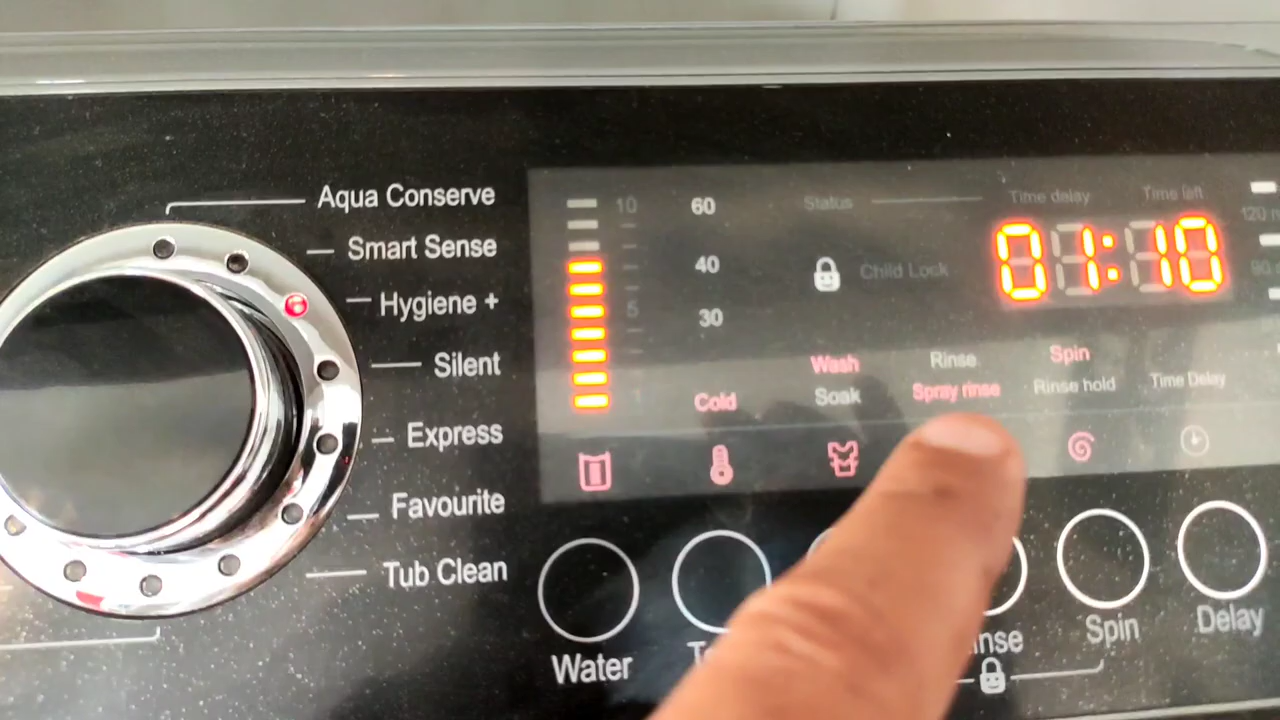 Aqua Conserve
Smart Sense
Hygiene +
Silent
Express
Favourite
Tub Clean
10
5
1
60
40
30
Cold
Status
Child Lock
Time delay
Time left
01:10
Wash
Soak
Rinse
Spray rinse
Spin
Rinse hold
Time Delay
120
90
Water
Spin
Delay